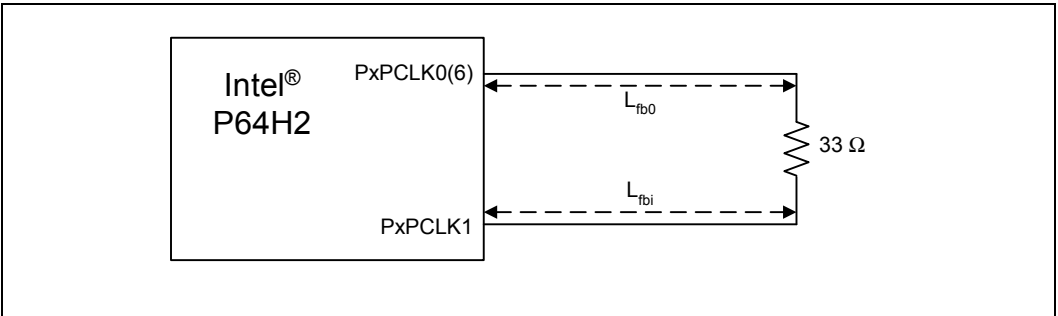 Intel®
P64H2
PxPCLK0(6)
Lfb0
33 Ω
Lfbi
PxPCLK1